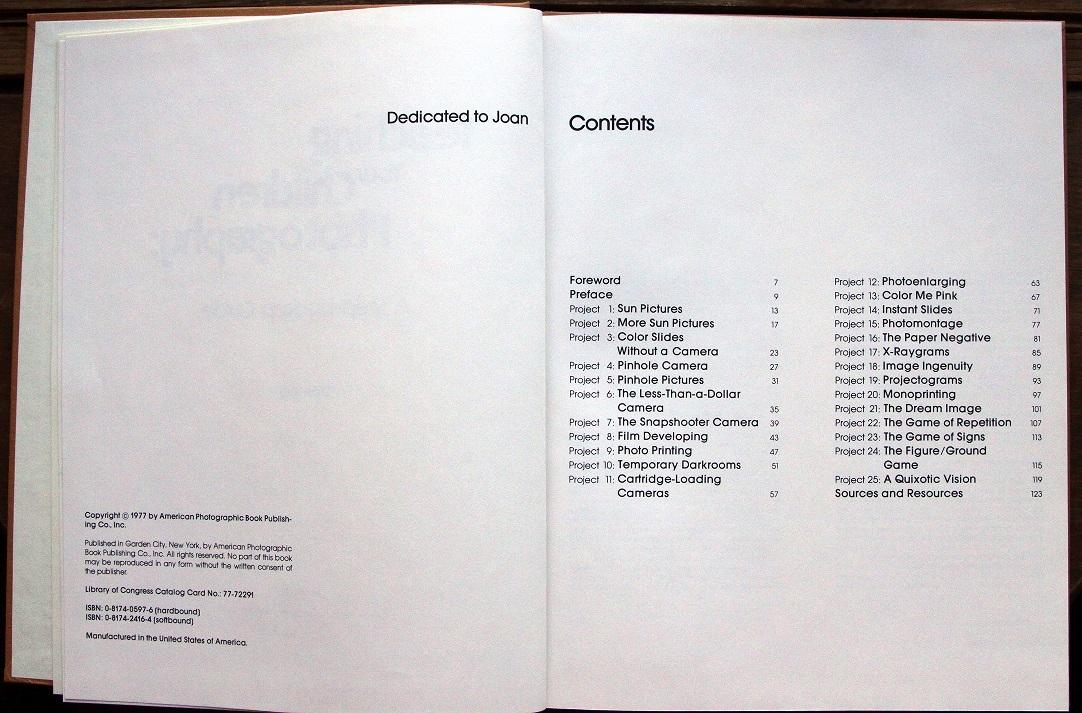 Dedicated to Joan
Copyright © 1977 by American Photographic Book Publish-
ing Co., Inc.
Published in Garden City, New York, by American Photographic
Book Publishing Co., Inc. All rights reserved. No part of this book
may be reproduced in any form without the written consent of
the publisher.
Library of Congress Catalog Card No.: 77-72291
ISBN: 0-8174-0597-6 (hardbound)
ISBN: 0-8174-2416-4 (softbound)
Manufactured in the United States of America.
Contents
Foreword 7
Preface 9
Project 1: Sun Pictures 13
Project 2: More Sun Pictures 17
Project 3: Color Slides
Without a Camera 23
Project 4: Pinhole Camera 27
Project 5: Pinhole Pictures 31
Project 6: The Less-Than-a-Dollar
Camera 35
Project 7: The Snapshooter Camera 39
Project 8: Film Developing 43
Project 9: Photo Printing 47
Project 10: Temporary Darkrooms 51
Project 11: Cartridge-Loading
Cameras 57
Project 12: Photoenlarging 63
Project 13: Color Me Pink 67
Project 14: Instant Slides 71
Project 15: Photomontage 77
Project 16: The Paper Negative 81
Project 17: X-Raygrams 85
Project 18: Image Ingenuity 89
Project 19: Projectograms 93
Project 20: Monoprinting 97
Project 21: The Dream Image 101
Project 22: The Game of Repetition 107
Project 23: The Game of Signs 113
Project 24: The Figure/Ground
Game 115
Project 25: A Quixotic Vision 119
Sources and Resources 123